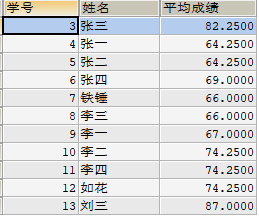 学号 姓名 平均成绩
3 张三 82.2500
4 张一 64.2500
5 张二 64.2500
6 张四 69.0000
7 铁锤 66.0000
8 李三 66.0000
9 李一 67.0000
10 李二 74.2500
11 李四 74.2500
12 如花 74.2500
13 刘三 87.0000